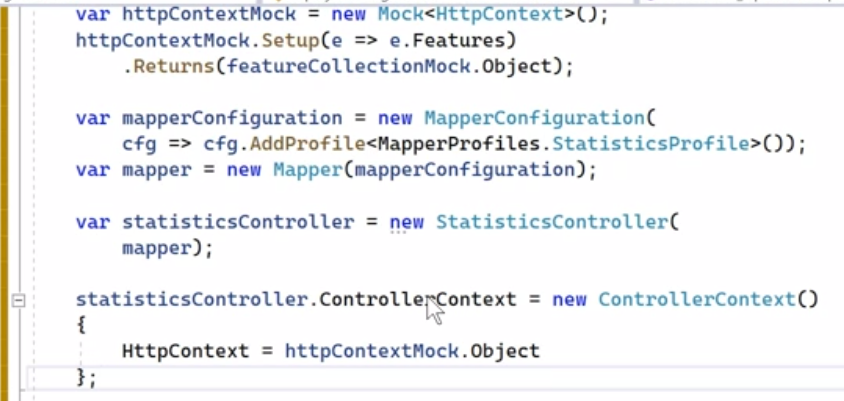 var httpContextMock = new Mock<HttpContext>();
httpContextMock.Setup(e => e.Features)
.Returns(featureCollectionMock.Object);
var mapperConfiguration = new MapperConfiguration(
cfg => cfg.AddProfile<MapperProfiles.StatisticsProfile>());
var mapper = new Mapper(mapperConfiguration);
var statisticsController = new StatisticsController(
mapper);
statisticsController.ControllerContext = new ControllerContext()
{
HttpContext = httpContextMock.Object
};